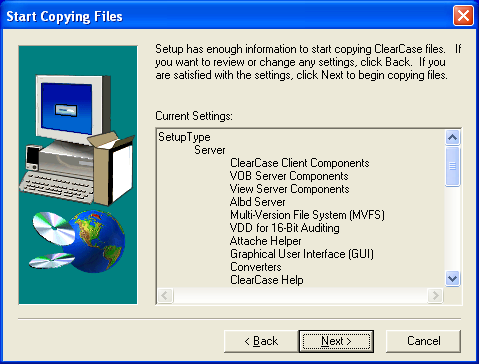 Start Copying Files
Setup has enough information to start copying ClearCase files. If
you want to review or change any settings, click Back. If you
are satisfied with the settings, click Next to begin copying files.
Current Settings:
SetupType
Server
ClearCase Client Components
VOB Server Components
View Server Components
Albd Server
Multi-Version File System (MVFS)
VDD for 16-Bit Auditing
Attache Helper
Graphical User Interface (GUI)
Converters
ClearCase Help
< Back
Next >
Cancel